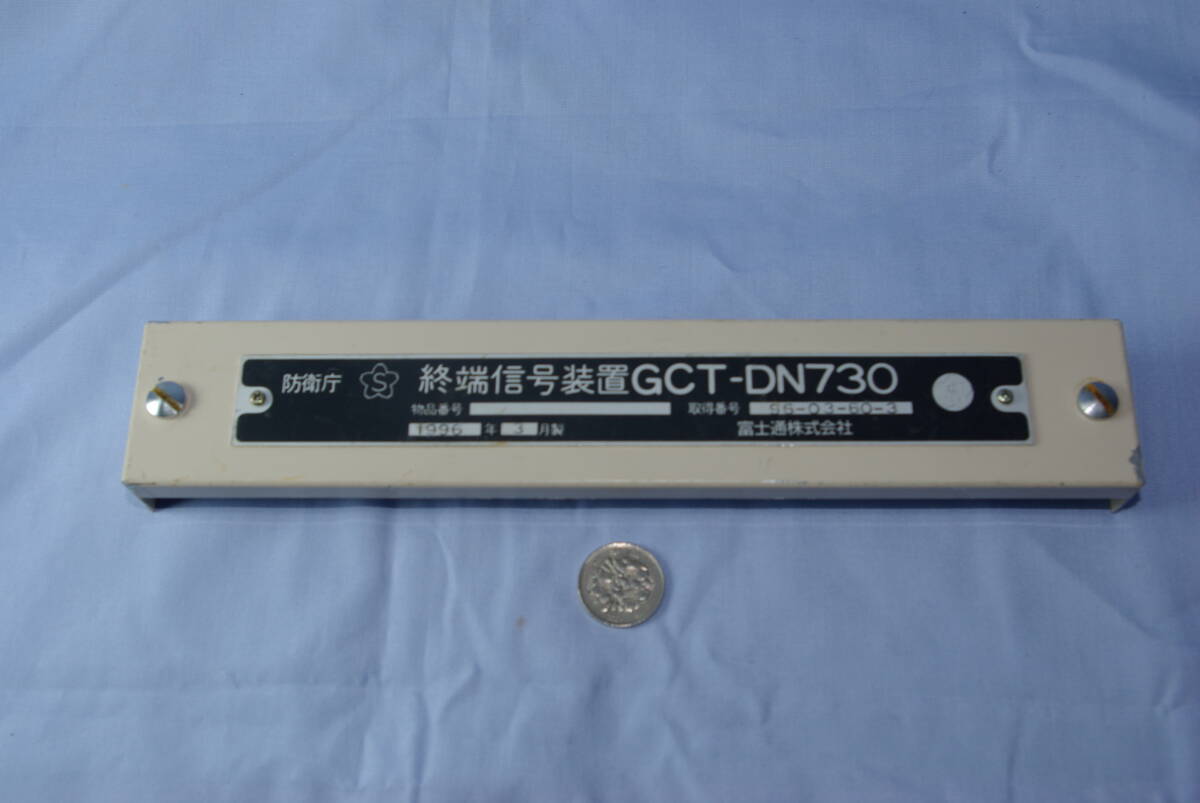 防衛庁 S 終端信号装置GCT-DN730
物品番号 取得番号 96-03-60-3
1996 年 3 月製 富士通株式会社